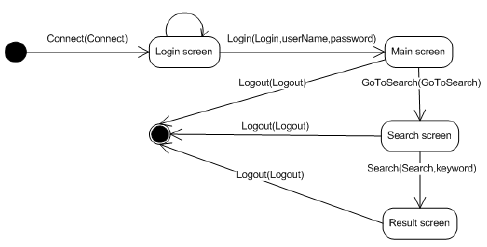 Connect(Connect)
Login(Login,userName,password)
Login screen
Main screen
Logout(Logout)
GoToSearch(GoToSearch)
Logout(Logout)
Search screen
Search(Search,keyword)
Logout(Logout)
Result screen